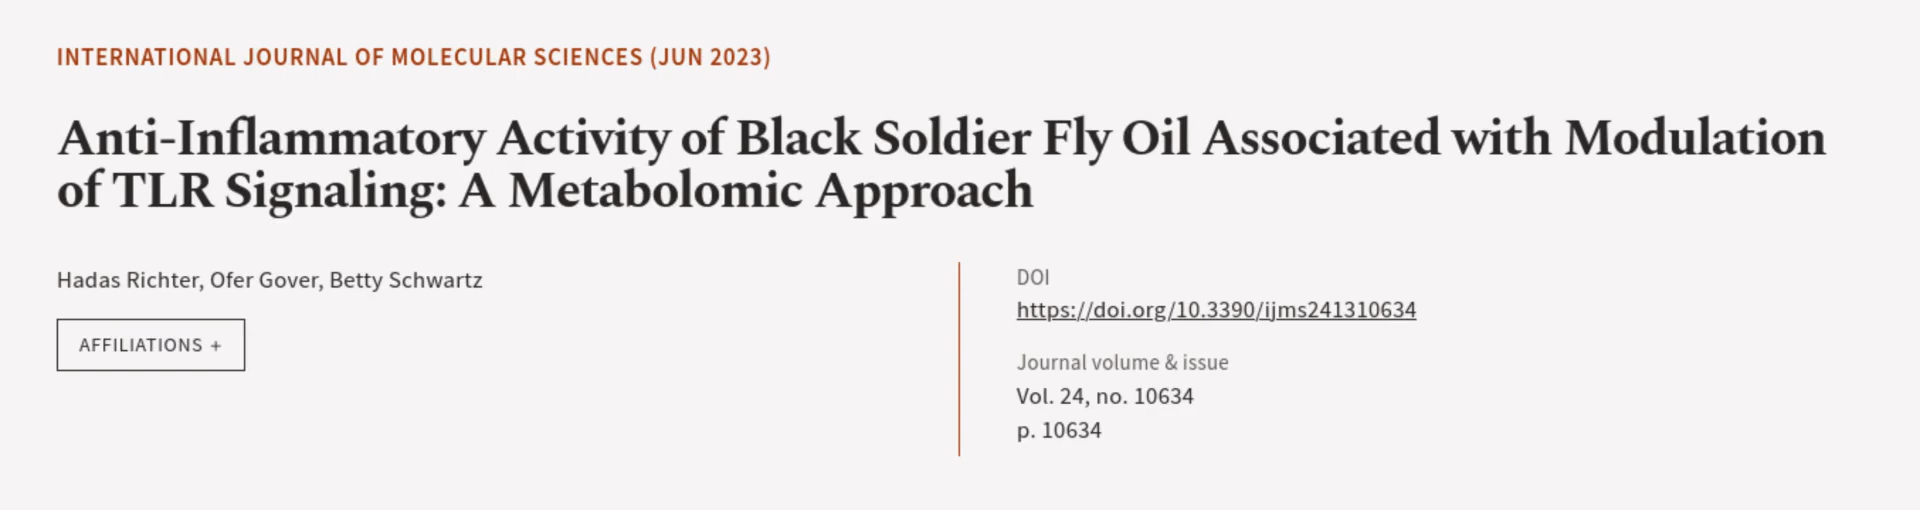 INTERNATIONAL JOURNAL OF MOLECULAR SCIENCES (JUN 2023)
Anti-Inflammatory Activity of Black Soldier Fly Oil Associated with Modulation
of TLR Signaling: A Metabolomic Approach
Hadas Richter, Ofer Gover, Betty Schwartz
AFFILIATIONS +
DOI
https://doi.org/10.3390/ijms241310634
Journal volume & issue
Vol. 24, no. 10634
p. 10634